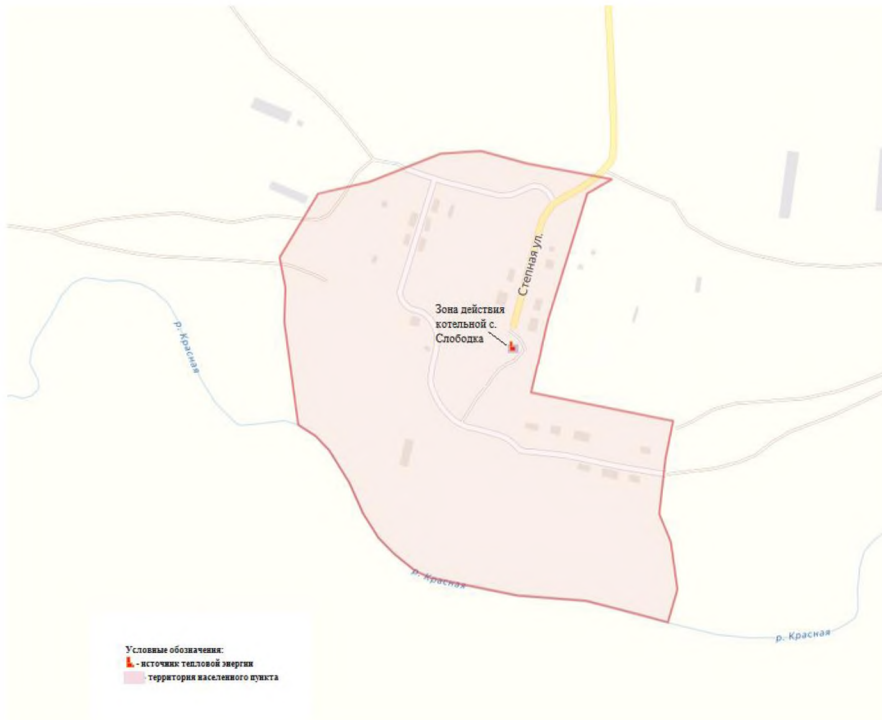 Степная ул.
Зона действия
котельной с.
Слободка
р. Красная
р. Красная
р. Красная
Условные обозначения:
- источник тепловой энергии
- территория населенного пункта